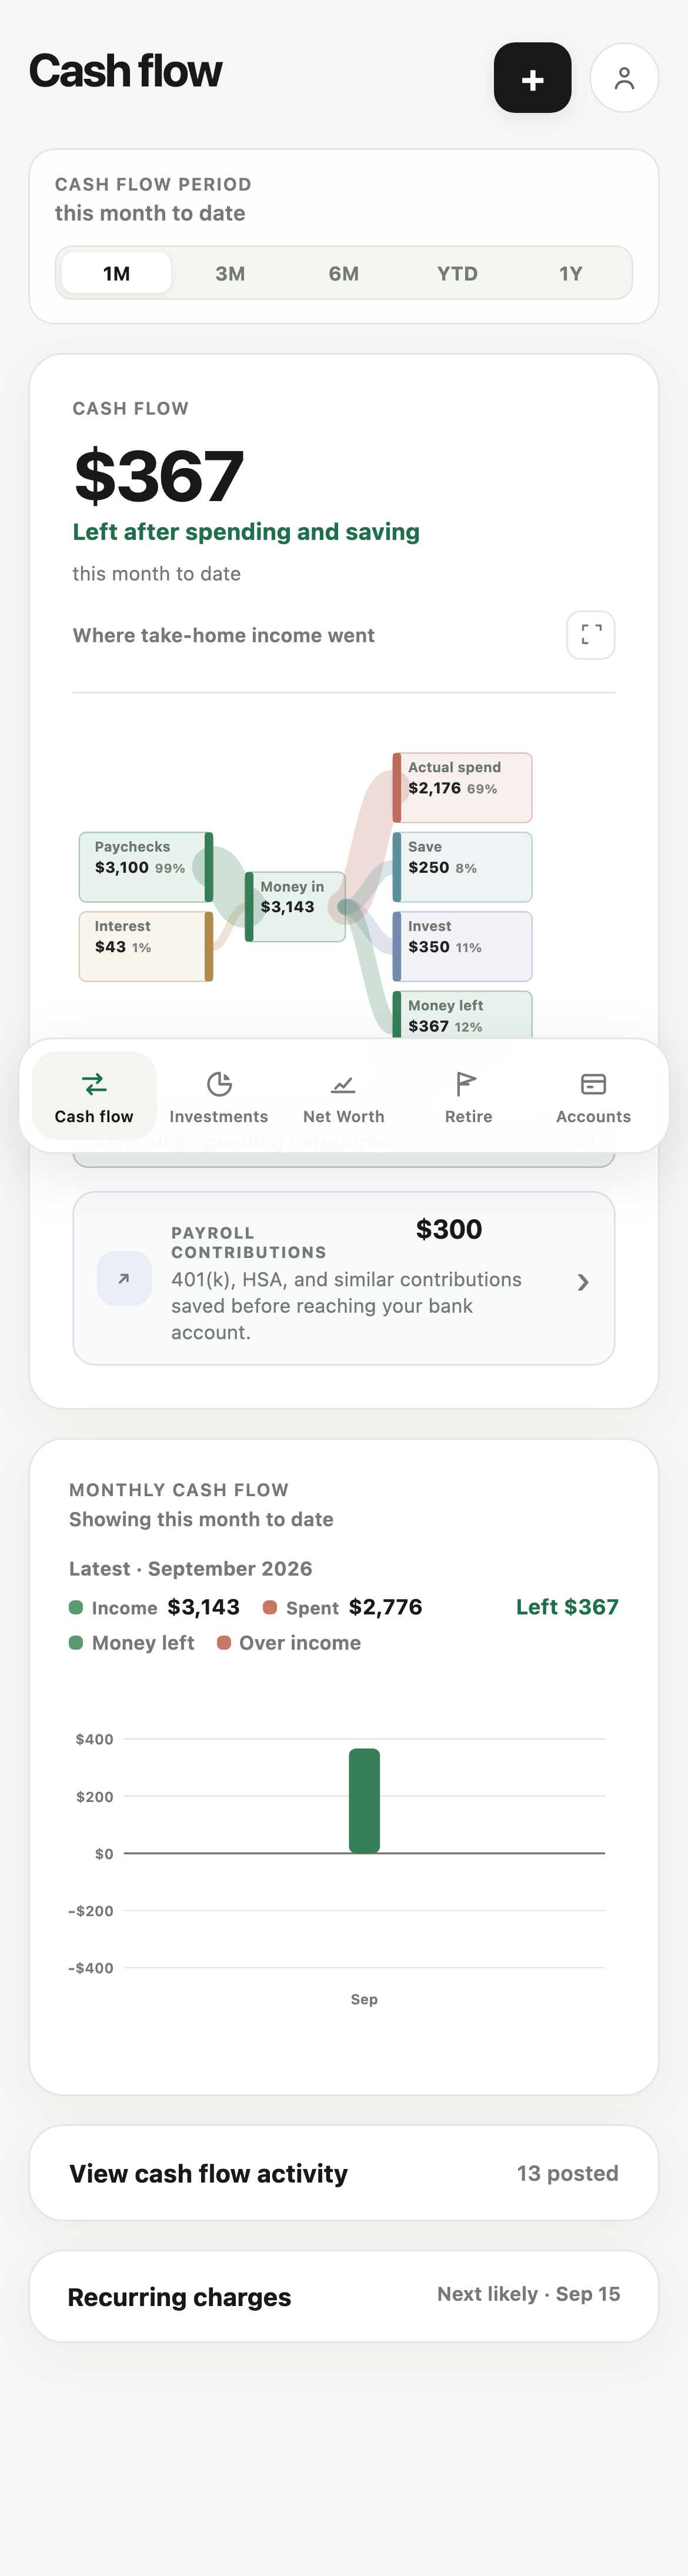 Cash flow
+
CASH FLOW PERIOD
this month to date
1M 3M 6M YTD 1Y
CASH FLOW
$367
Left after spending and saving
this month to date
Where take-home income went
Actual spend
$2,176 69%
Paychecks
$3,100 99%
Save
$250 8%
Money in
$3,143
Interest
$43 1%
Invest
$350 11%
Money left
$367 12%
Cash flow Investments Net Worth Retire Accounts
View all 5 spending categories
PAYROLL CONTRIBUTIONS
$300
401(k), HSA, and similar contributions
saved before reaching your bank
account.
MONTHLY CASH FLOW
Showing this month to date
Latest · September 2026
Income $3,143 Spent $2,776 Left $367
Money left Over income
$400
$200
$0
-$200
-$400
Sep
View cash flow activity 13 posted
Recurring charges Next likely · Sep 15